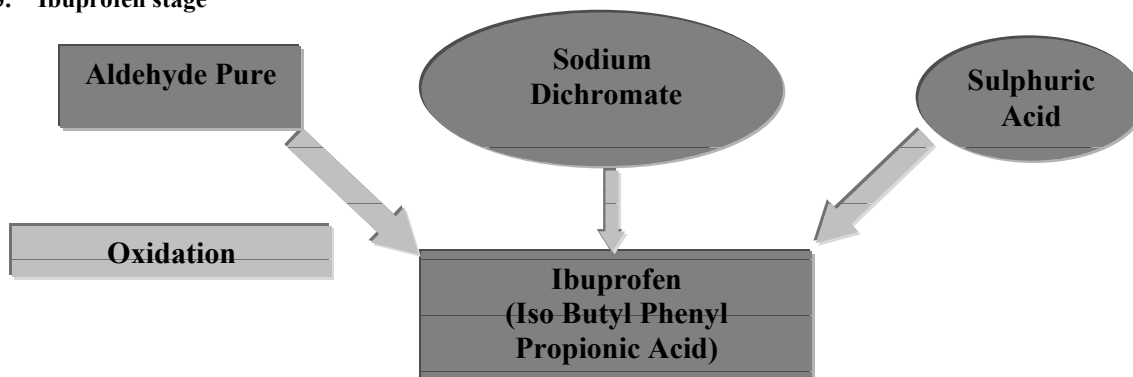 Ibuprofen stage
Aldehyde Pure
Sodium
Dichromate
Sulphuric
Acid
Oxidation
Ibuprofen
(Iso Butyl Phenyl
Propionic Acid)